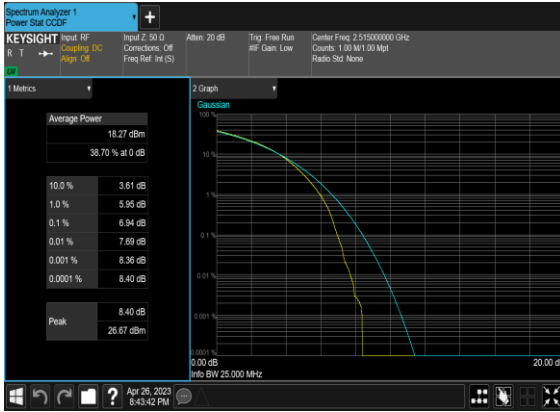 Spectrum Analyzer 1
Power Stat CCDF
+
KEYSIGHT
R T
Input: RF
Coupling: DC
Align: Off
Input Z: 50 Ω
Corrections: Off
Freq Ref: Int (S)
Atten: 20 dB
Trig: Free Run
#IF Gain: Low
Center Freq: 2.515000000 GHz
Counts: 1.00 M/1.00 Mpt
Radio Std: None
1 Metrics
Average Power
18.27 dBm
38.70 % at 0 dB
10.0 % 3.61 dB
1.0 % 5.95 dB
0.1 % 6.94 dB
0.01 % 7.69 dB
0.001 % 8.36 dB
0.0001 % 8.40 dB
Peak
8.40 dB
26.67 dBm
2 Graph
Gaussian
100 %
10 %
1 %
0.1 %
0.01 %
0.001 %
0.0001 %
0.00 dB
20.00 d
Info BW 25.000 MHz
?
Apr 26, 2023
8:43:42 PM